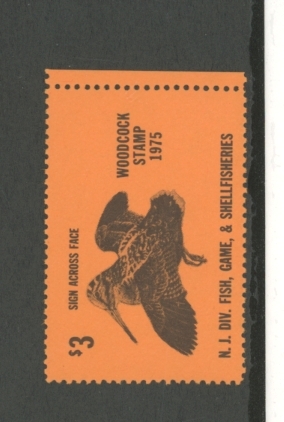 $3
SIGN ACROSS FACE
WOODCOCK
STAMP
1975
N. J. DIV. FISH, GAME, & SHELLFISHERIES